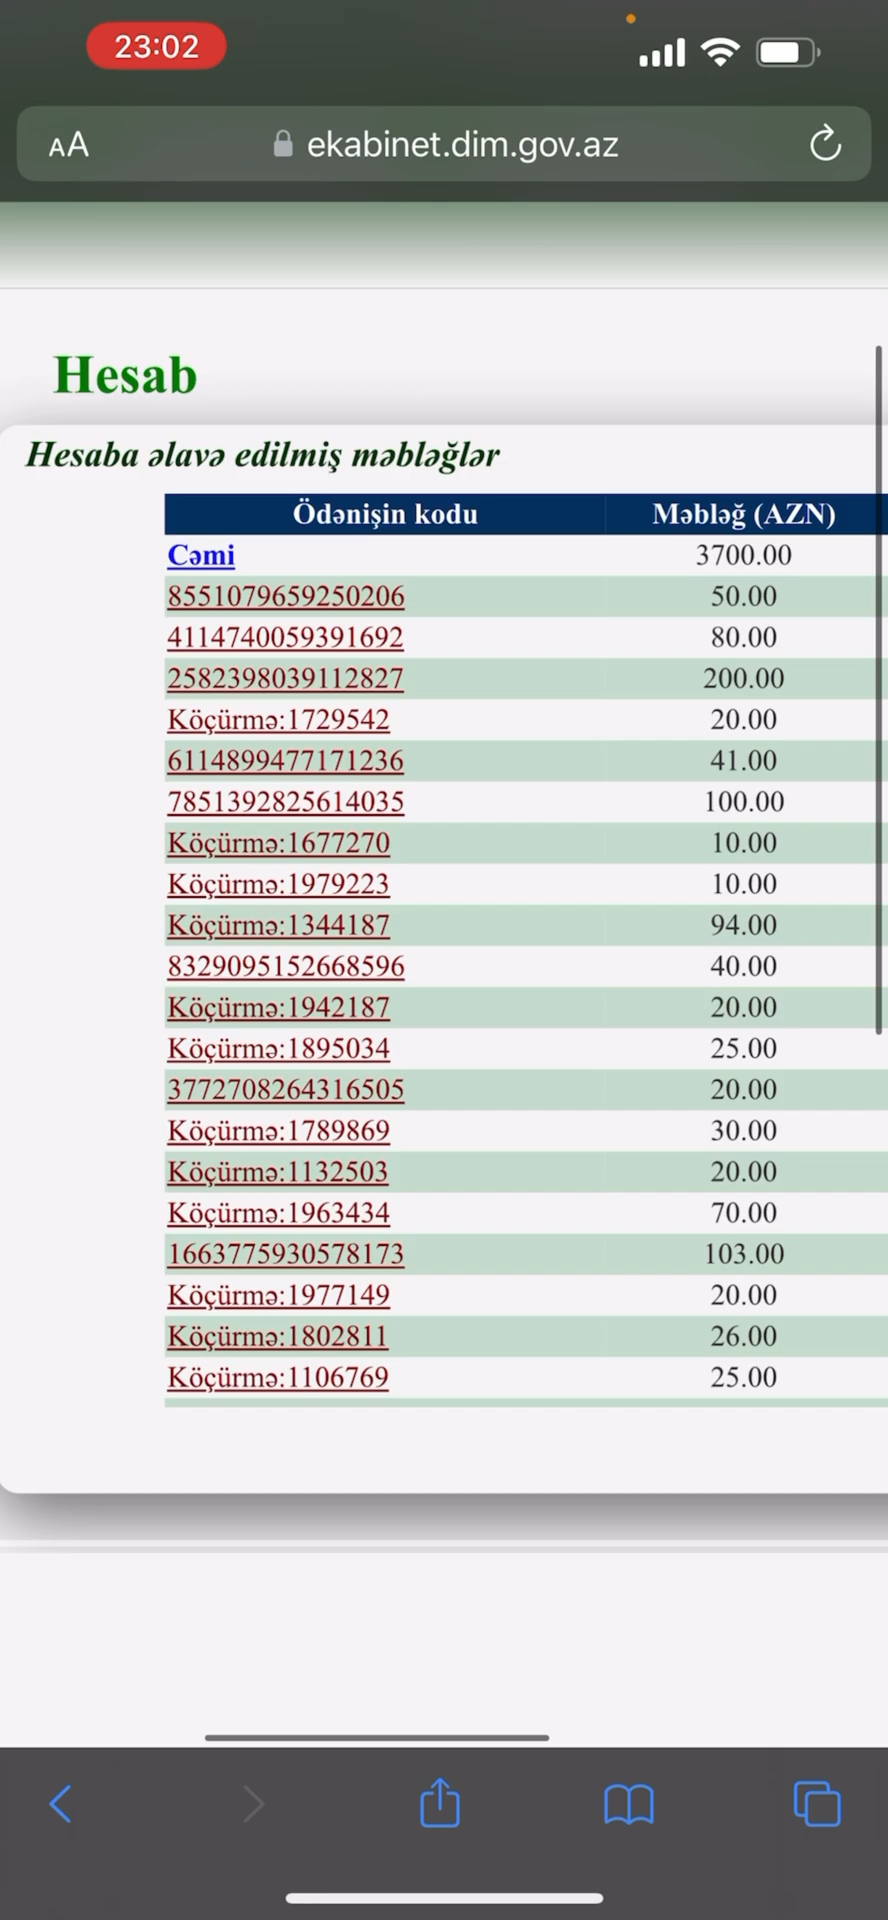 23:02
AA ekabinet.dim.gov.az
Hesab
Hesaba əlavə edilmiş məbləğlər
Ödənişin kodu Məbləğ (AZN)
Cəmi 3700.00
8551079659250206 50.00
4114740059391692 80.00
2582398039112827 200.00
Köçürmə:1729542 20.00
6114899477171236 41.00
7851392825614035 100.00
Köçürmə:1677270 10.00
Köçürmə:1979223 10.00
Köçürmə:1344187 94.00
8329095152668596 40.00
Köçürmə:1942187 20.00
Köçürmə:1895034 25.00
3772708264316505 20.00
Köçürmə:1789869 30.00
Köçürmə:1132503 20.00
Köçürmə:1963434 70.00
1663775930578173 103.00
Köçürmə:1977149 20.00
Köçürmə:1802811 26.00
Köçürmə:1106769 25.00